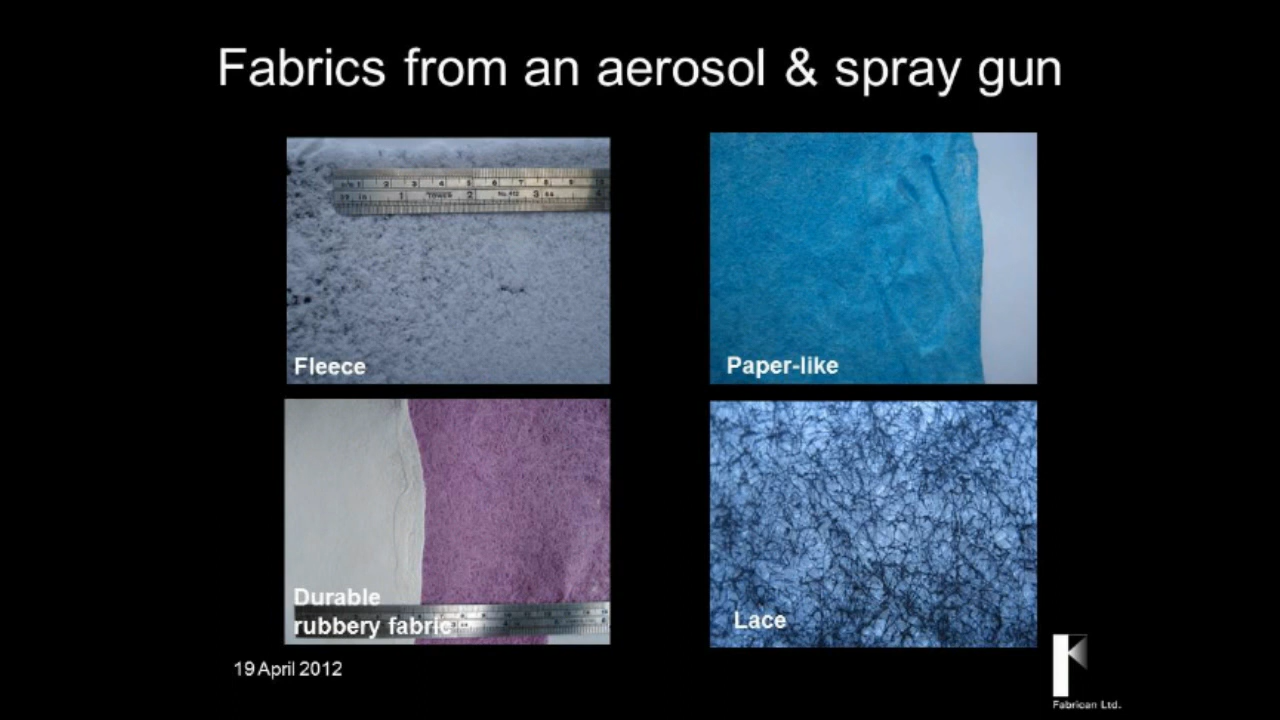 Fabrics from an aerosol & spray gun
Fleece
Paper-like
Durable
rubbery fabric
Lace
19 April 2012
Fabrican Ltd.